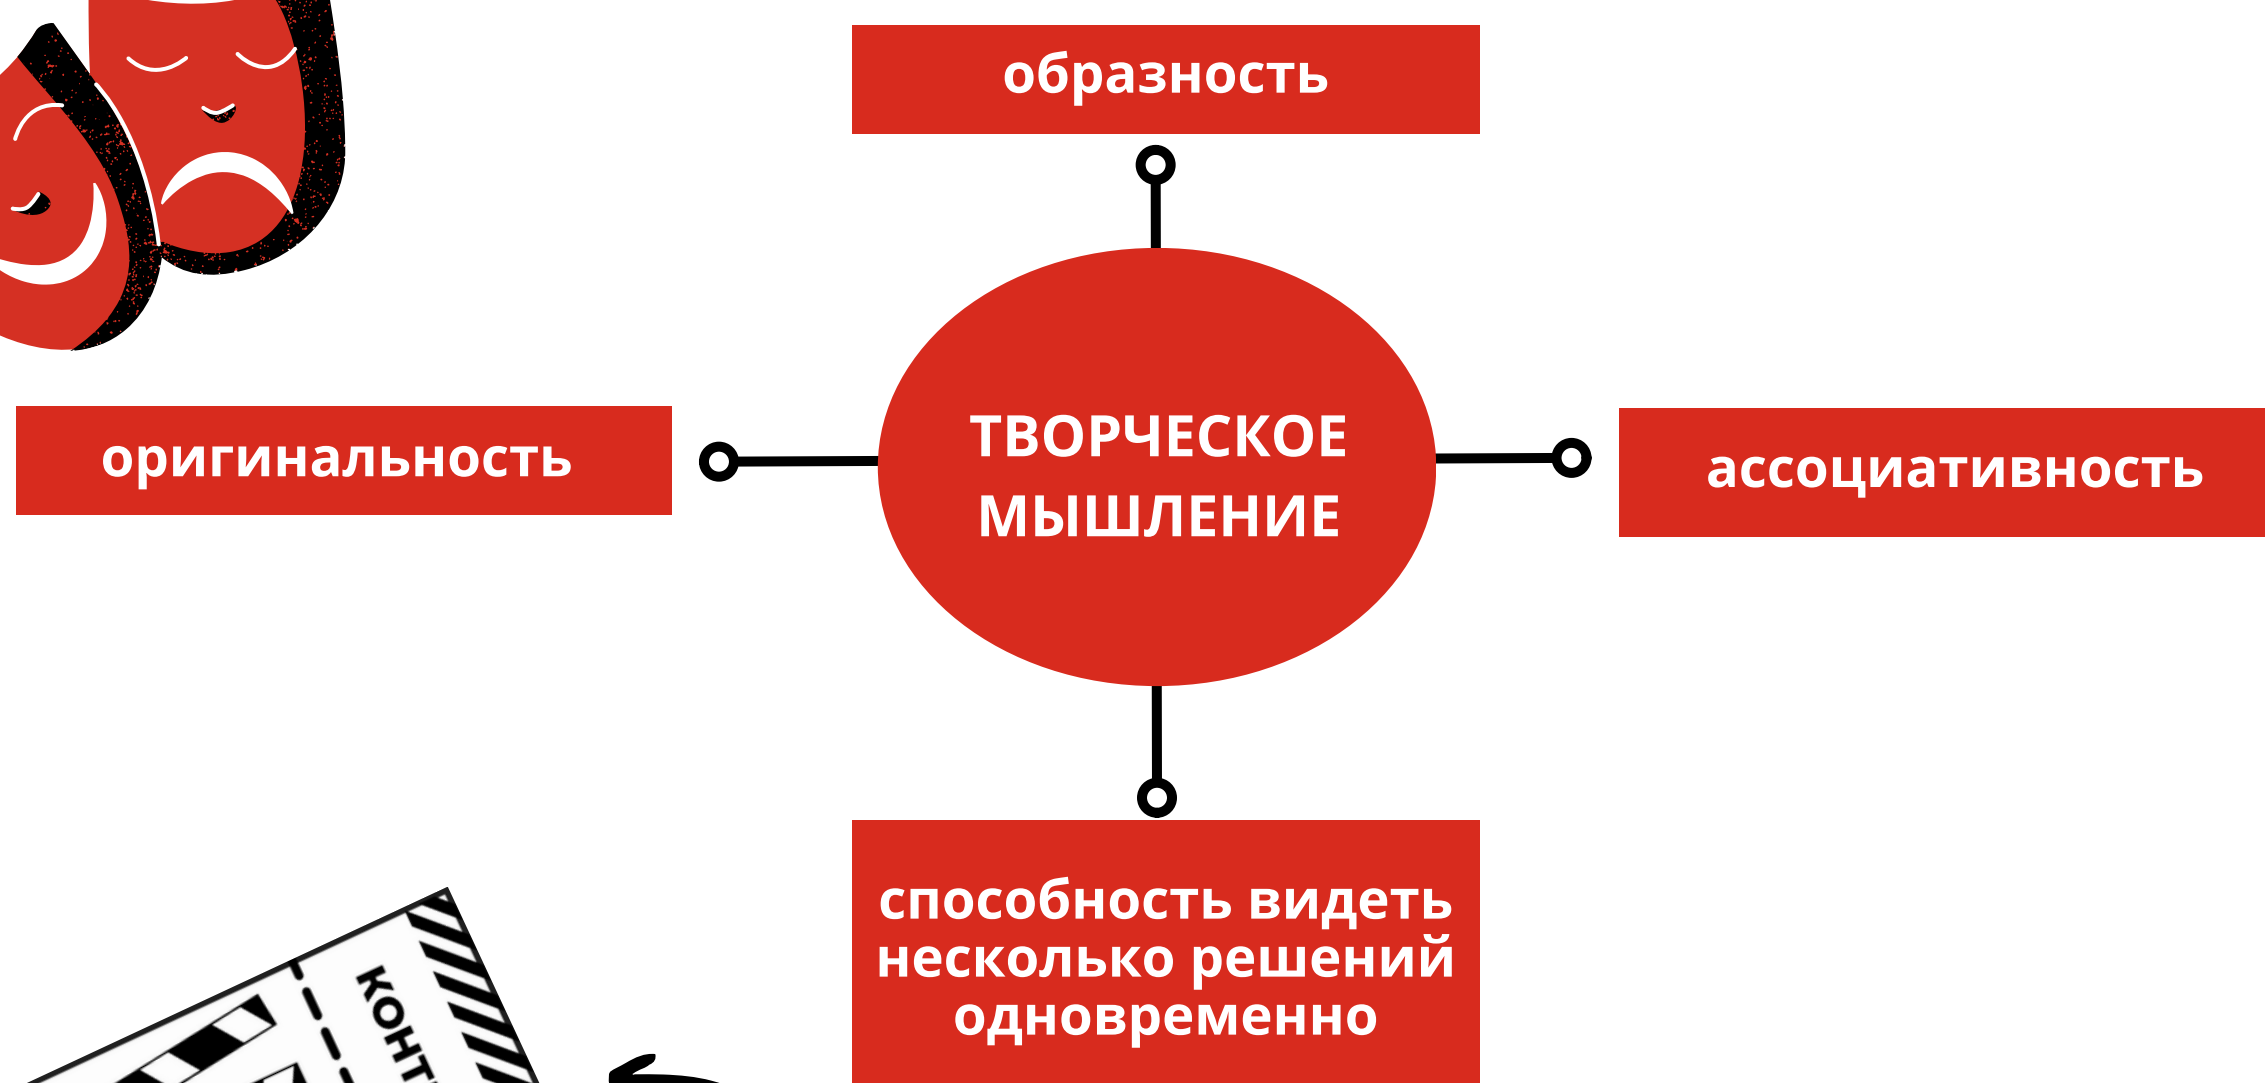 образность
оригинальность
ТВОРЧЕСКОЕ
МЫШЛЕНИЕ
ассоциативность
способность видеть
несколько решений
одновременно